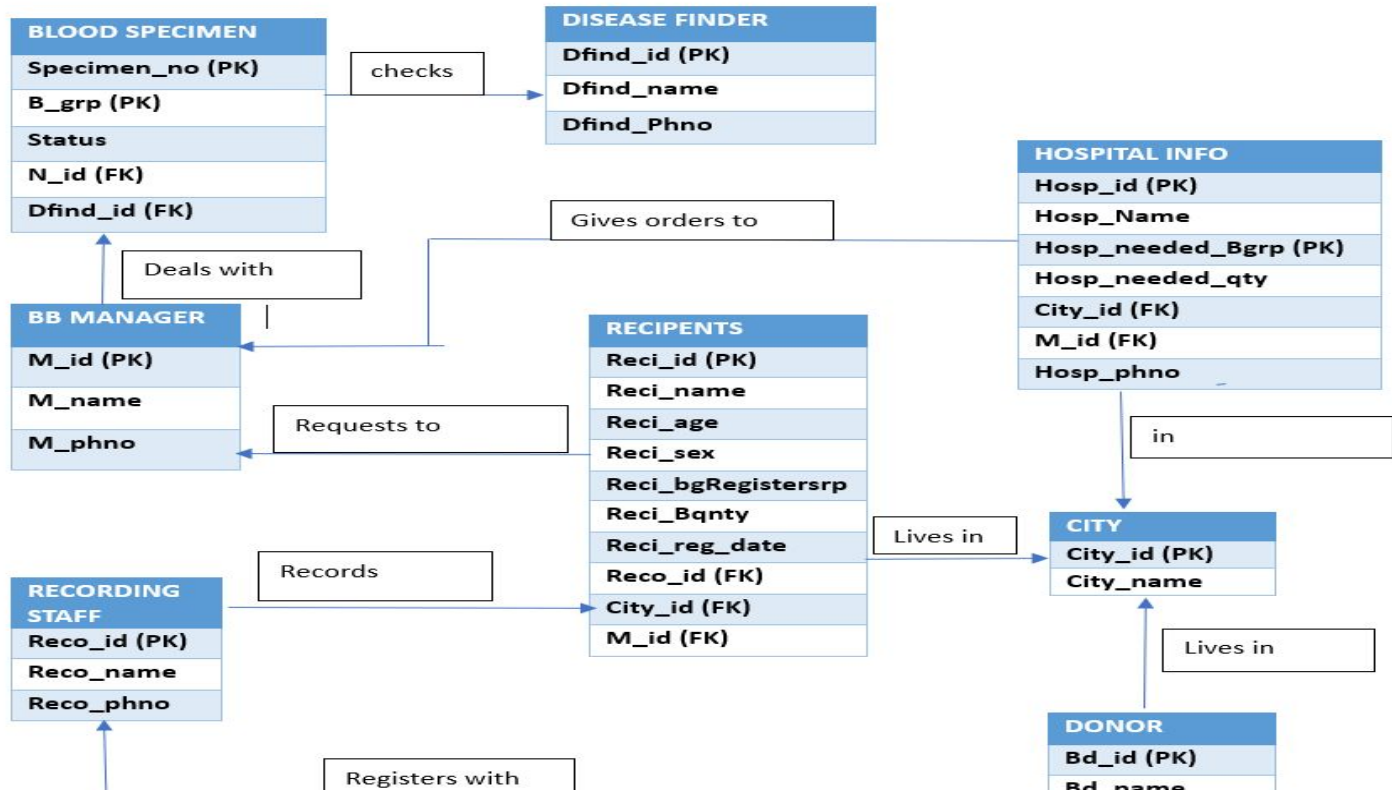 BLOOD SPECIMEN
Specimen_no (PK)
B_grp (PK)
Status
N_id (FK)
Dfind_id (FK)
checks
DISEASE FINDER
Dfind_id (PK)
Dfind_name
Dfind_Phno
HOSPITAL INFO
Hosp_id (PK)
Hosp_Name
Hosp_needed_Bgrp (PK)
Hosp_needed_qty
City_id (FK)
M_id (FK)
Hosp_phno
Gives orders to
Deals with
BB MANAGER
M_id (PK)
M_name
M_phno
Requests to
RECIPENTS
Reci_id (PK)
Reci_name
Reci_age
Reci_sex
Reci_bgRegistersrp
Reci_Bqnty
Reci_reg_date
Reco_id (FK)
City_id (FK)
M_id (FK)
in
Lives in
CITY
City_id (PK)
City_name
Records
RECORDING
STAFF
Reco_id (PK)
Reco_name
Reco_phno
Lives in
Registers with
DONOR
Bd_id (PK)
Bd_name